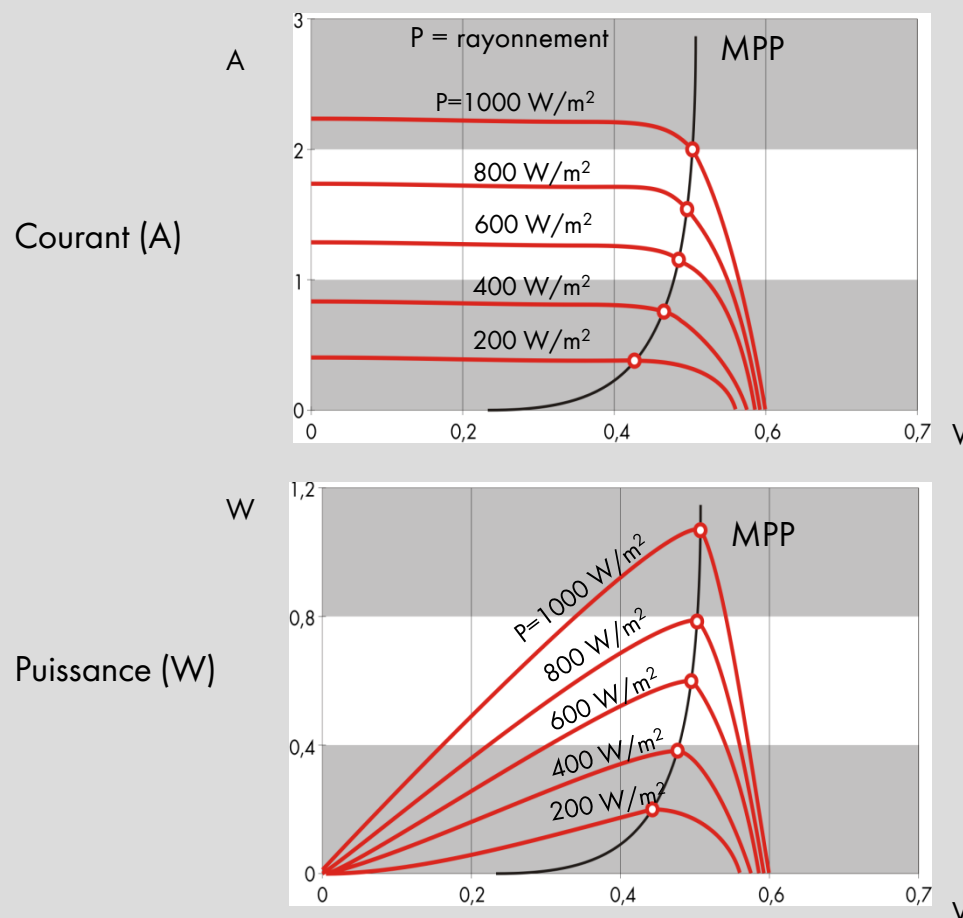 3
A
P = rayonnement
MPP
P=1000 W/m²
2
800 W/m²
Courant (A)
600 W/m²
1
400 W/m²
200 W/m²
0
0 0,2 0,4 0,6 0,7
V
1,2
W
MPP
P=1000 W/m²
0,8
800 W/m²
Puissance (W)
600 W/m²
0,4
400 W/m²
200 W/m²
0
0 0,2 0,4 0,6 0,7
V